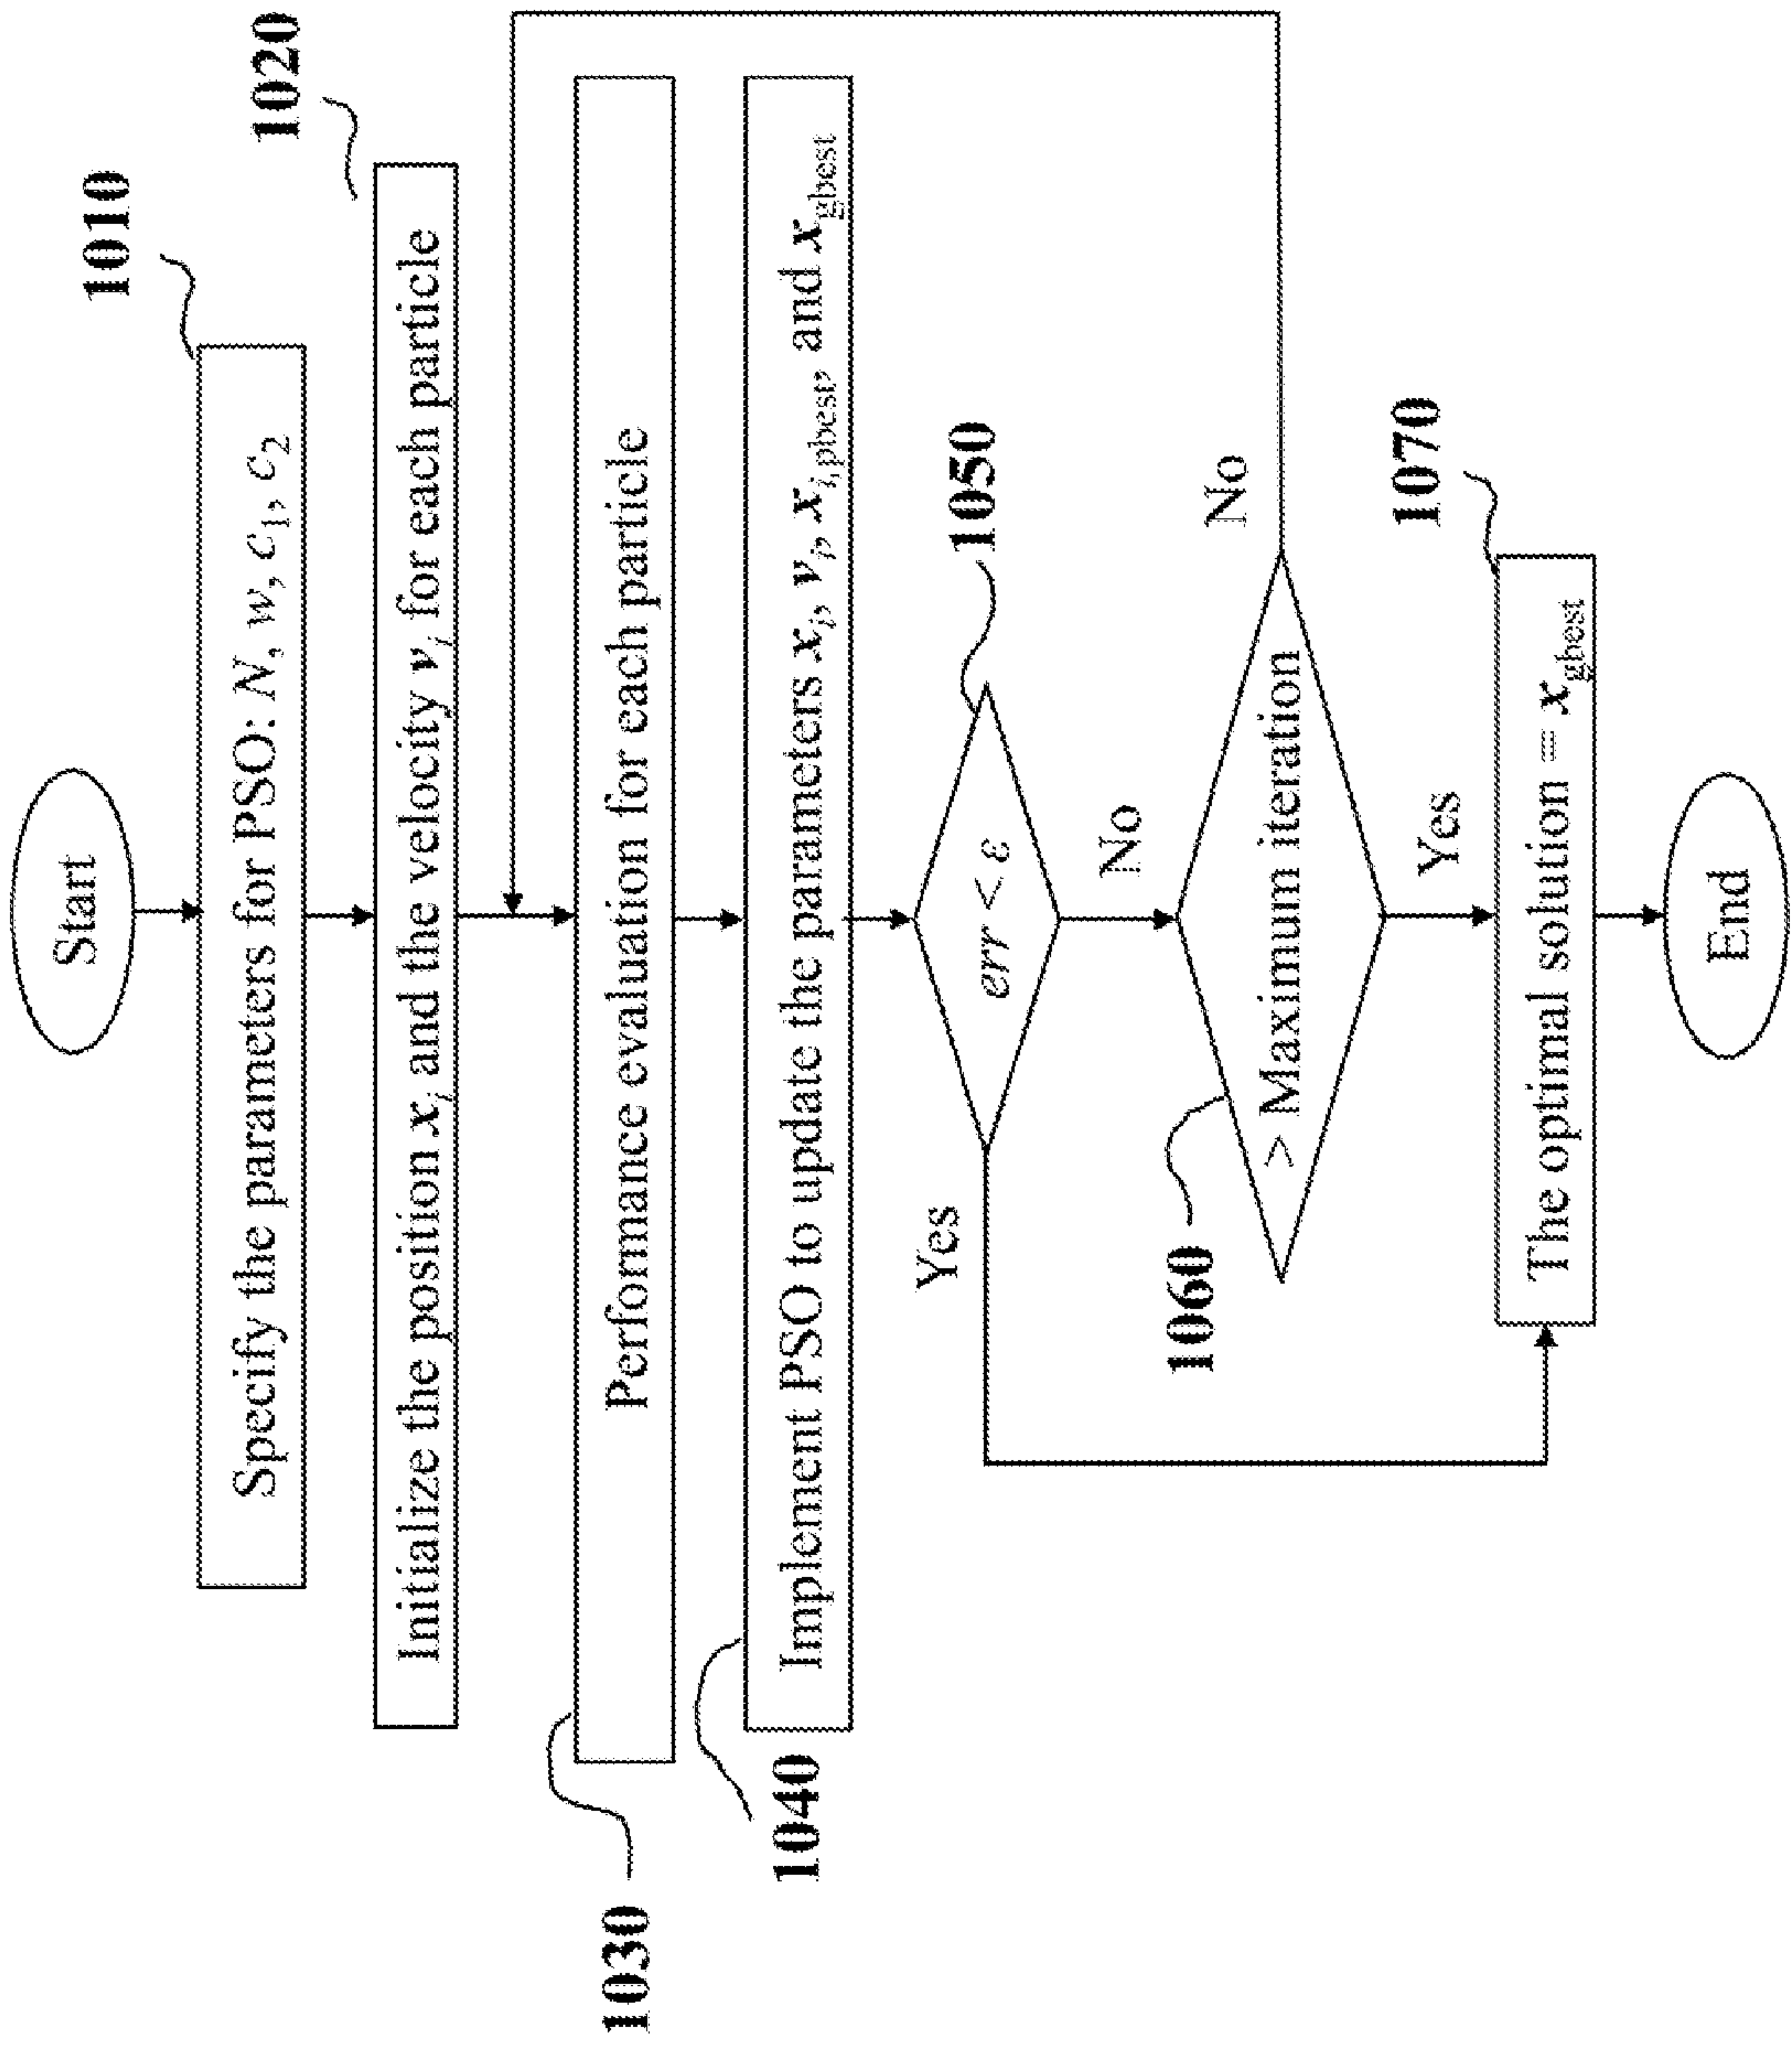 Start
1010
Specify the parameters for PSO: N, w, c₁, c₂
1020
Initialize the position xᵢ and the velocity vᵢ for each particle
1030
Performance evaluation for each particle
1040
Implement PSO to update the parameters xᵢ, vᵢ, xᵢ,pbest, and xgbest
1050
err < ε
Yes
No
1060
> Maximum iteration
No
Yes
1070
The optimal solution = xgbest
End